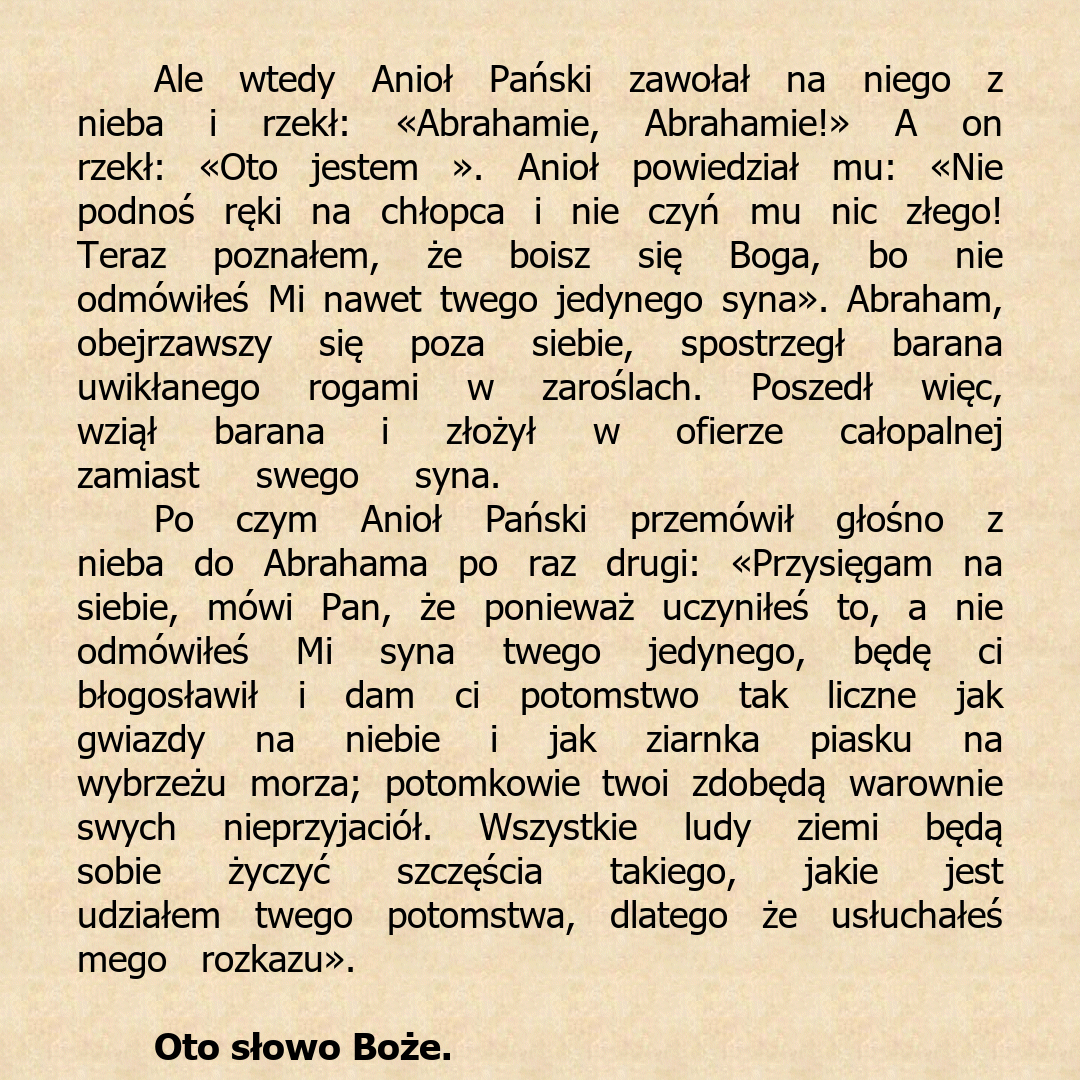 Ale wtedy Anioł Pański zawołał na niego z
nieba i rzekł: «Abrahamie, Abrahamie!» A on
rzekł: «Oto jestem ». Anioł powiedział mu: «Nie
podnoś ręki na chłopca i nie czyń mu nic złego!
Teraz poznałem, że boisz się Boga, bo nie
odmówiłeś Mi nawet twego jedynego syna». Abraham,
obejrzawszy się poza siebie, spostrzegł barana
uwikłanego rogami w zaroślach. Poszedł więc,
wziął barana i złożył w ofierze całopalnej
zamiast swego syna.
Po czym Anioł Pański przemówił głośno z
nieba do Abrahama po raz drugi: «Przysięgam na
siebie, mówi Pan, że ponieważ uczyniłeś to, a nie
odmówiłeś Mi syna twego jedynego, będę ci
błogosławił i dam ci potomstwo tak liczne jak
gwiazdy na niebie i jak ziarnka piasku na
wybrzeżu morza; potomkowie twoi zdobędą warownie
swych nieprzyjaciół. Wszystkie ludy ziemi będą
sobie życzyć szczęścia takiego, jakie jest
udziałem twego potomstwa, dlatego że usłuchałeś
mego rozkazu».
Oto słowo Boże.